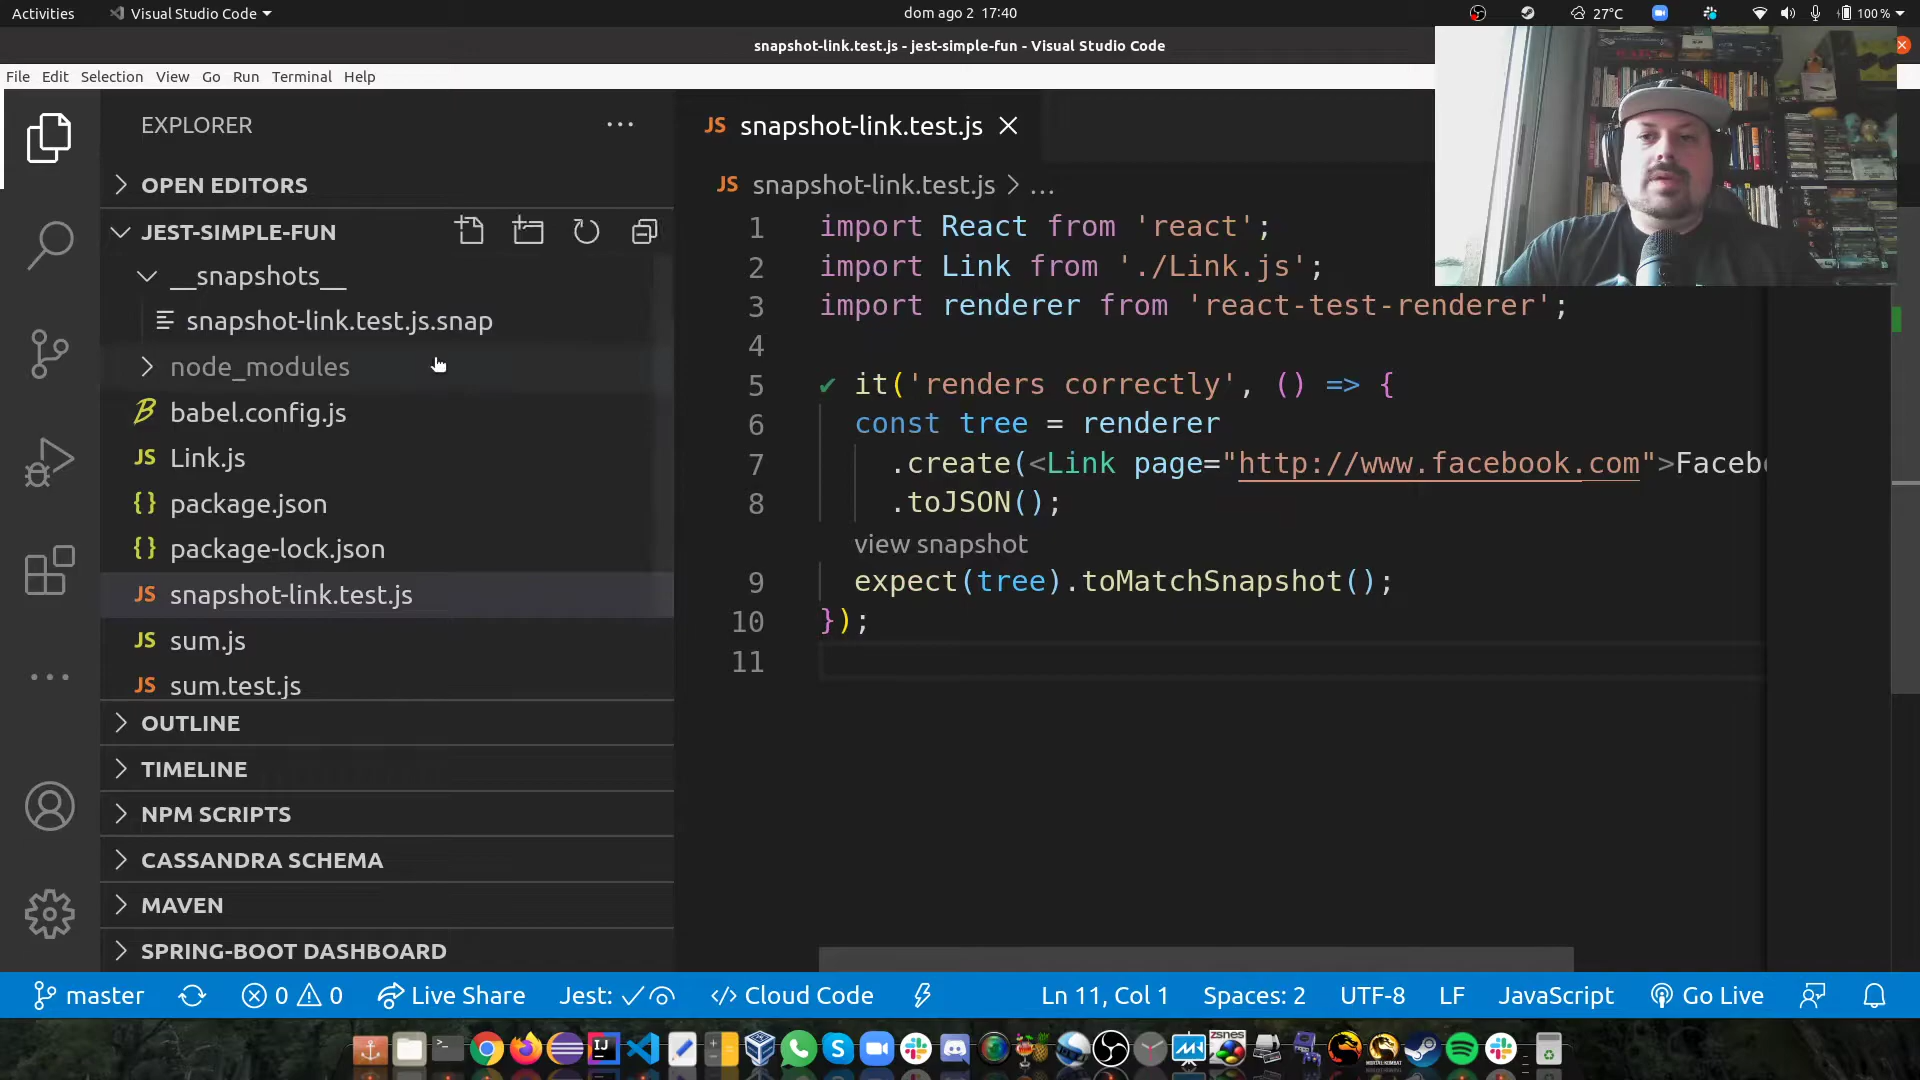 Activities
Visual Studio Code
dom ago 2 17:40
27°C
100 %
snapshot-link.test.js - jest-simple-fun - Visual Studio Code
File Edit Selection View Go Run Terminal Help
EXPLORER
OPEN EDITORS
JEST-SIMPLE-FUN
__snapshots__
snapshot-link.test.js.snap
node_modules
babel.config.js
JS Link.js
{} package.json
{} package-lock.json
JS snapshot-link.test.js
JS sum.js
JS sum.test.js
OUTLINE
TIMELINE
NPM SCRIPTS
CASSANDRA SCHEMA
MAVEN
SPRING-BOOT DASHBOARD
JS snapshot-link.test.js
JS snapshot-link.test.js > ...
1 import React from 'react';
2 import Link from './Link.js';
3 import renderer from 'react-test-renderer';
4
5 ✔ it('renders correctly', () => {
6 const tree = renderer
7 .create(<Link page="http://www.facebook.com">Facebo
8 .toJSON();
view snapshot
9 expect(tree).toMatchSnapshot();
10 });
11
master 0 0 Live Share Jest: Cloud Code Ln 11, Col 1 Spaces: 2 UTF-8 LF JavaScript Go Live